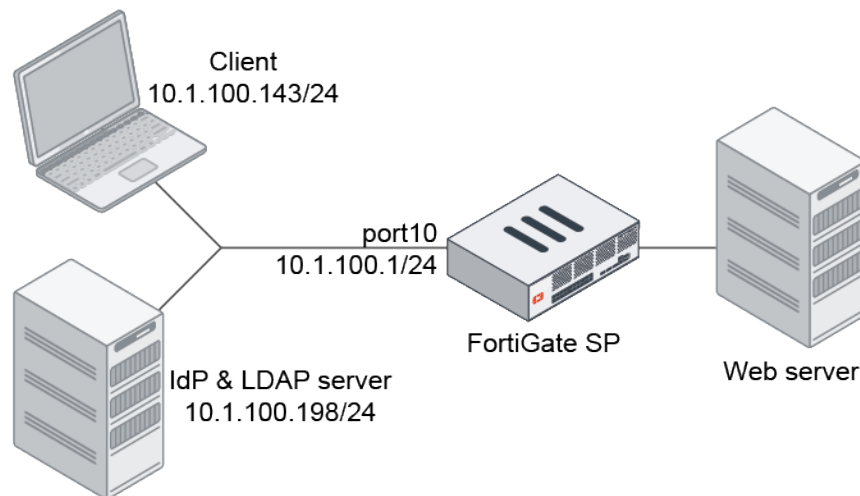 Client
10.1.100.143/24
port10
10.1.100.1/24
FortiGate SP
Web server
IdP & LDAP server
10.1.100.198/24